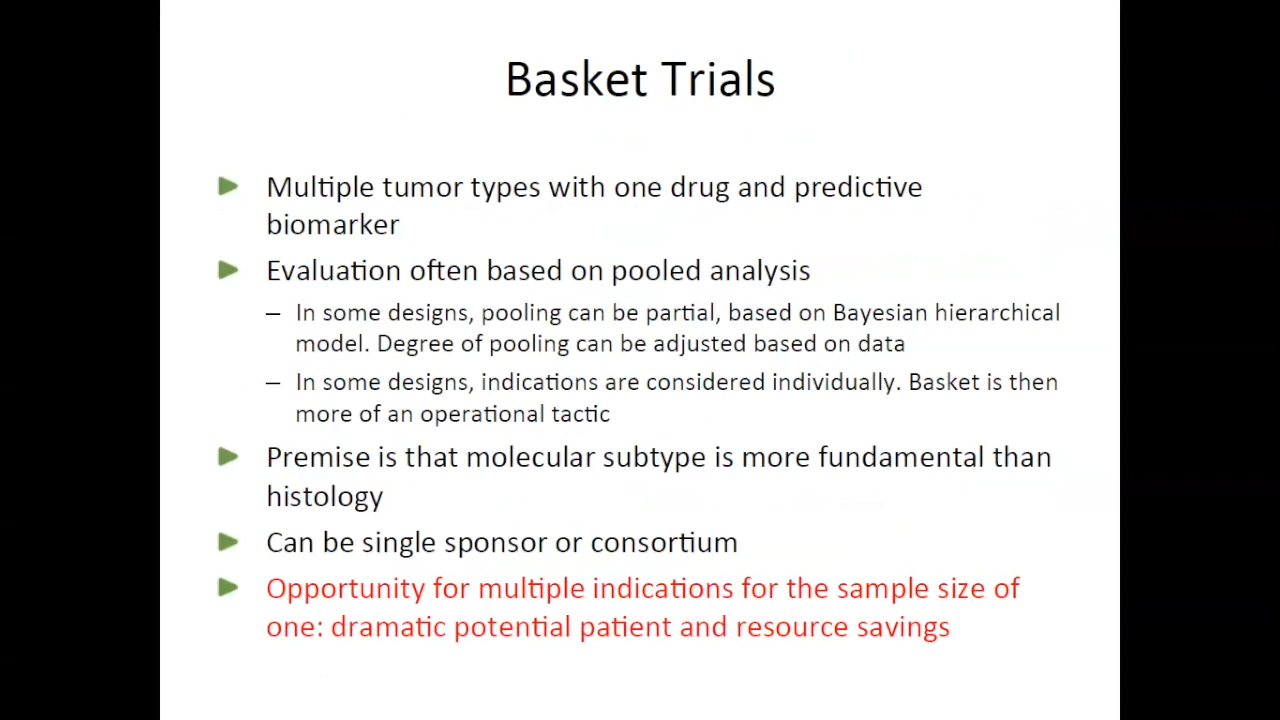 Basket Trials
Multiple tumor types with one drug and predictive
biomarker
Evaluation often based on pooled analysis
– In some designs, pooling can be partial, based on Bayesian hierarchical
model. Degree of pooling can be adjusted based on data
– In some designs, indications are considered individually. Basket is then
more of an operational tactic
Premise is that molecular subtype is more fundamental than
histology
Can be single sponsor or consortium
Opportunity for multiple indications for the sample size of
one: dramatic potential patient and resource savings